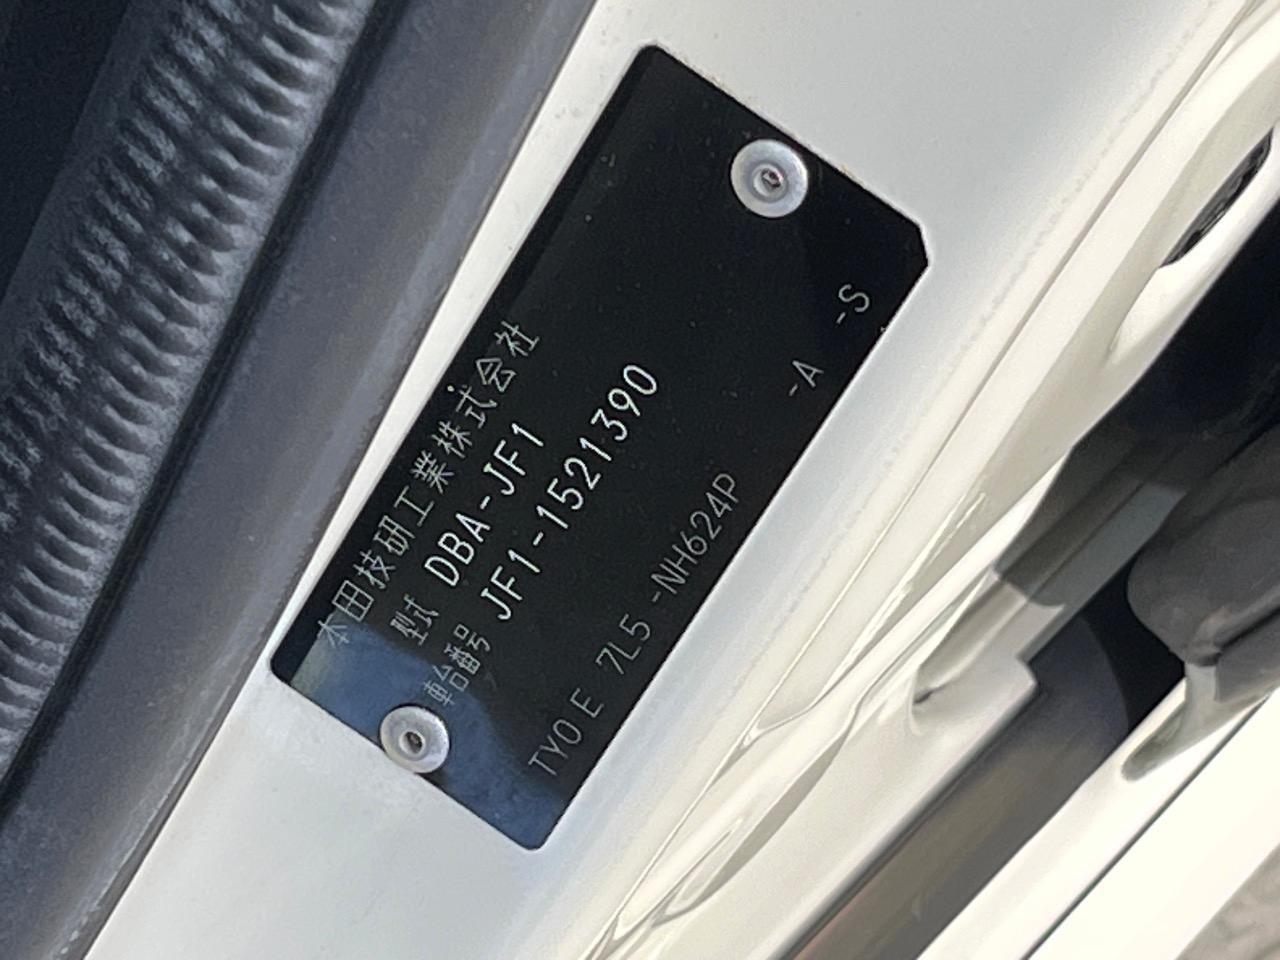 本田技研工業株式会社
型式 DBA-JF1
車台番号 JF1-1521390
TY0E 7L5 -NH624P -A -S